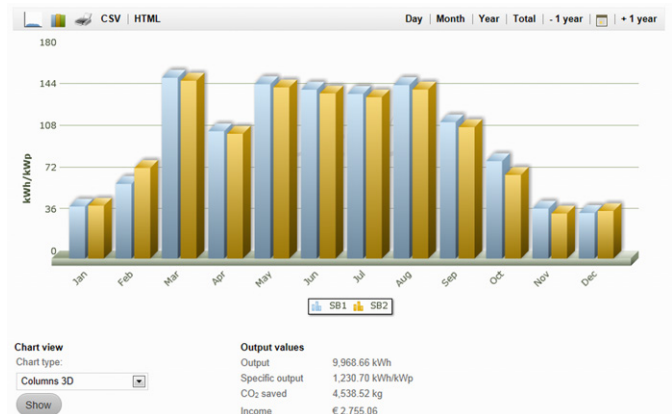 CSV | HTML
Day | Month | Year | Total | - 1 year | | + 1 year
180
144
108
72
36
0
kWh/kWp
Jan Feb Mar Apr May Jun Jul Aug Sep Oct Nov Dec
SB1 SB2
Chart view
Chart type:
Columns 3D
Show
Output values
Output 9,968.66 kWh
Specific output 1,230.70 kWh/kWp
CO₂ saved 4,538.52 kg
Income € 2,755.06